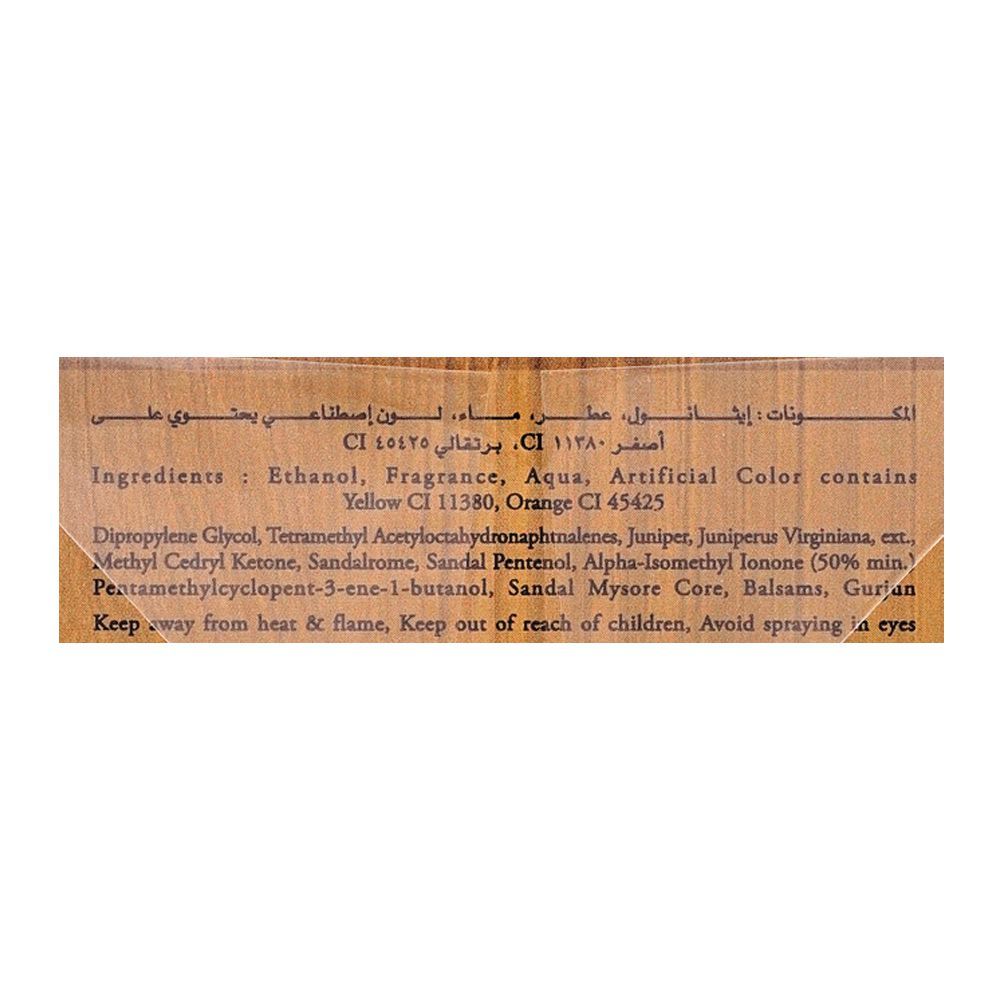 المكونات : إيثانول، عطر، ماء، لون إصطناعي يحتوي على
أصفر CI ١١٣٨٠، برتقالي CI ٤٥٤٢٥
Ingredients : Ethanol, Fragrance, Aqua, Artificial Color contains
Yellow CI 11380, Orange CI 45425
Dipropylene Glycol, Tetramethyl Acetyloctahydronaphtnalenes, Juniper, Juniperus Virginiana, ext.,
Methyl Cedryl Ketone, Sandalrome, Sandal Pentenol, Alpha-Isomethyl Ionone (50% min.)
Pentamethylcyclopent-3-ene-1-butanol, Sandal Mysore Core, Balsams, Gurjun
Keep away from heat & flame, Keep out of reach of children, Avoid spraying in eyes